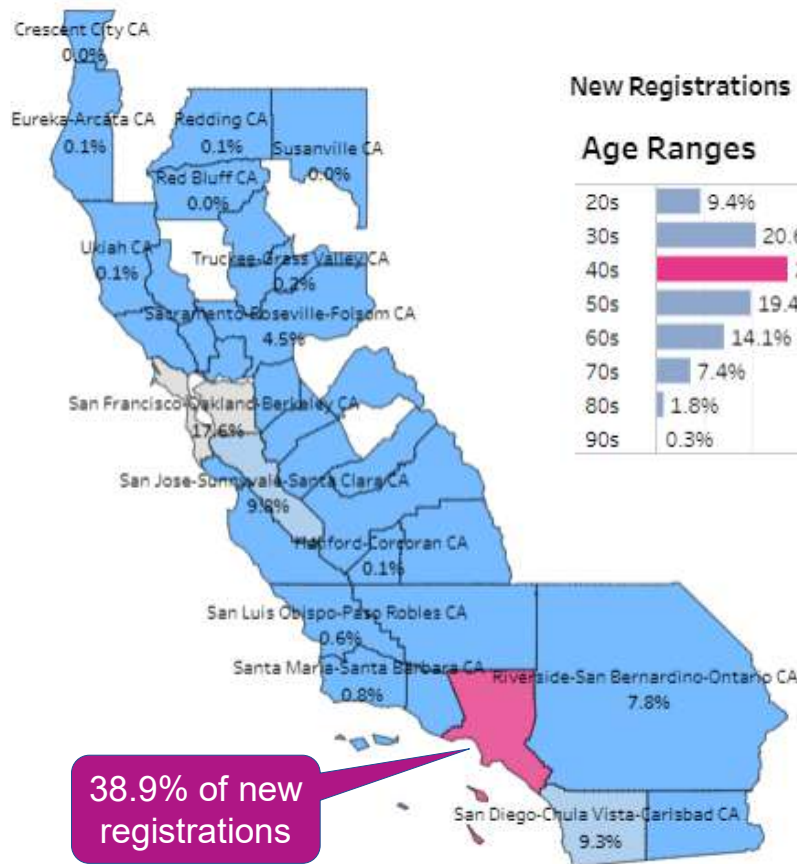 Crescent City CA
0.0%
Eureka-Arcata CA
0.1%
Redding CA
0.1%
Susanville CA
0.0%
Red Bluff CA
0.0%
Ukiah CA
0.1%
Truckee-Grass Valley CA
0.2%
Sacramento-Roseville-Folsom CA
4.5%
San Francisco-Oakland-Berkeley CA
17.6%
San Jose-Sunnyvale-Santa Clara CA
9.8%
Hanford-Corcoran CA
0.1%
San Luis Obispo-Paso Robles CA
0.6%
Santa Maria-Santa Barbara CA
0.8%
Riverside-San Bernardino-Ontario CA
7.8%
San Diego-Chula Vista-Carlsbad CA
9.3%
38.9% of new
registrations
New Registrations
Age Ranges
20s 9.4%
30s 20.6
40s
50s 19.4
60s 14.1%
70s 7.4%
80s 1.8%
90s 0.3%